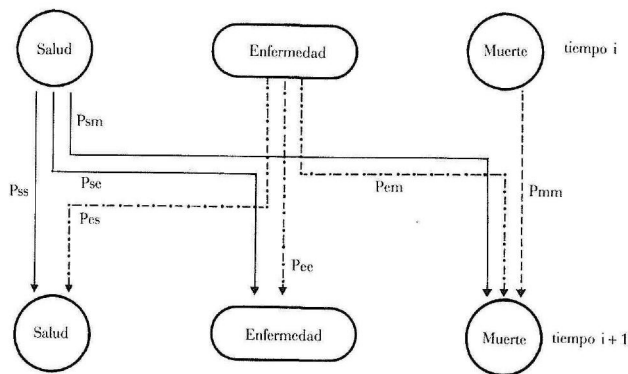 Salud
Enfermedad
Muerte
tiempo i
Psm
Pss
Pse
Pem
Pmm
Pes
Pee
Salud
Enfermedad
Muerte
tiempo i + 1